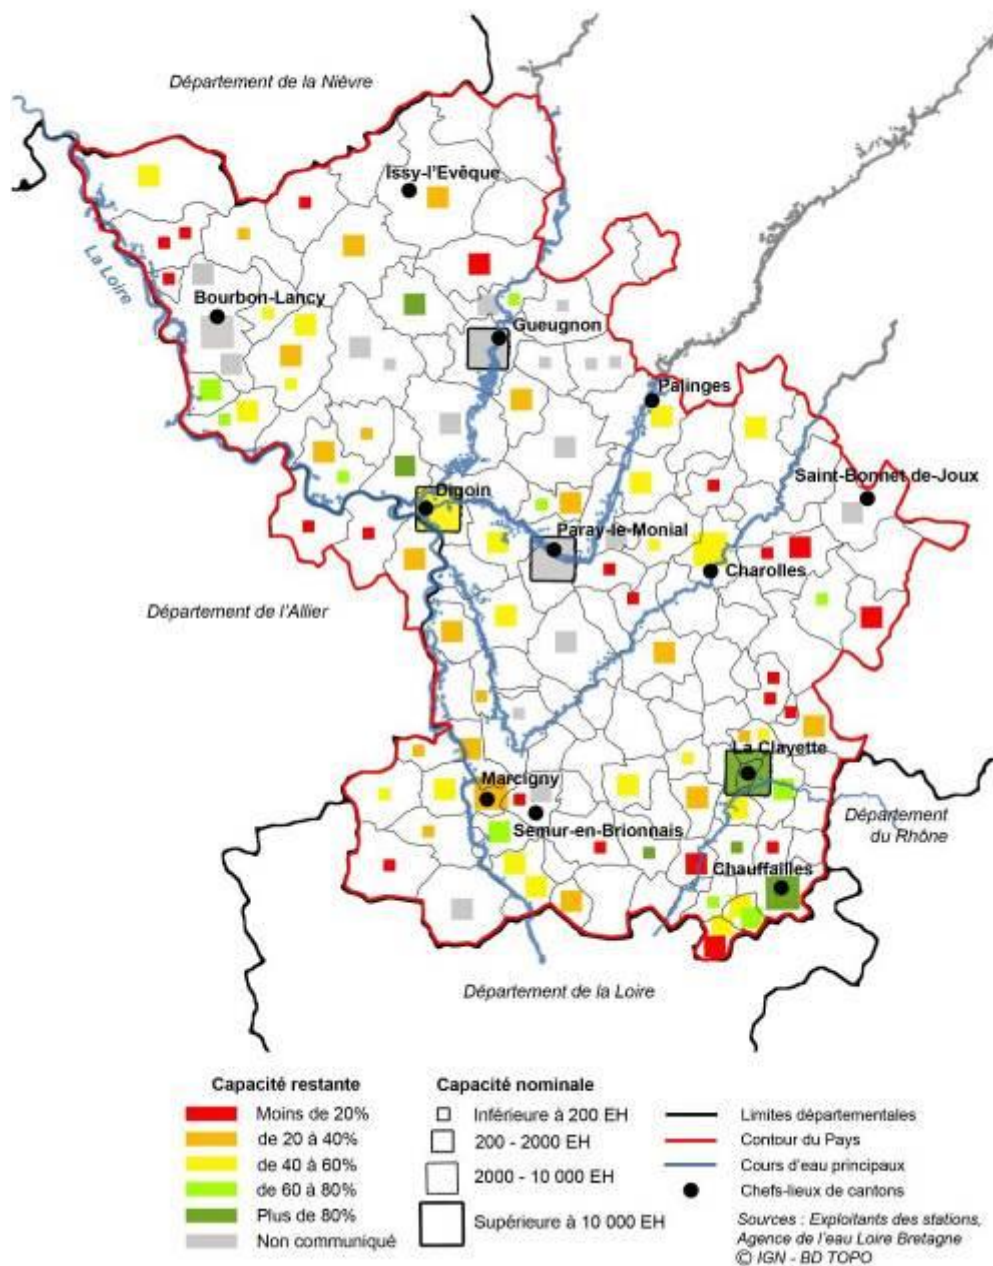 Département de la Nièvre
Issy-l'Evêque
La Loire
Bourbon-Lancy
Gueugnon
Palinges
Saint-Bonnet de-Joux
Digoin
Paray-le-Monial
Charolles
Département de l'Allier
La Clayette
Marcigny
Département
du Rhône
Semur-en-Brionnais
Chauffailles
Département de la Loire
Capacité restante
Moins de 20%
de 20 à 40%
de 40 à 60%
de 60 à 80%
Plus de 80%
Non communiqué
Capacité nominale
Inférieure à 200 EH
200 - 2000 EH
2000 - 10 000 EH
Supérieure à 10 000 EH
Limites départementales
Contour du Pays
Cours d'eau principaux
Chefs-lieux de cantons
Sources : Exploitants des stations,
Agence de l'eau Loire Bretagne
© IGN - BD TOPO